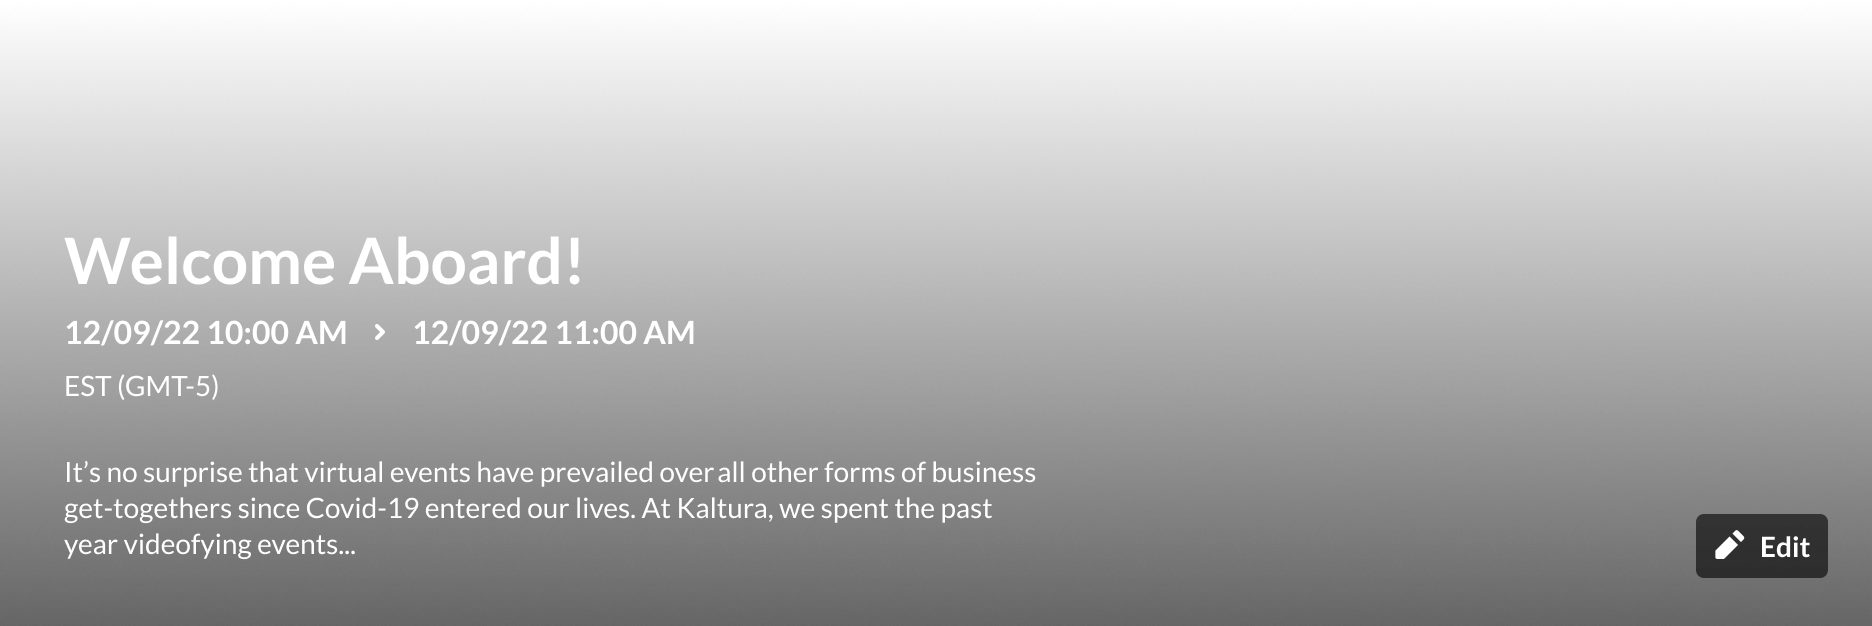 Welcome Aboard!
12/09/22 10:00 AM > 12/09/22 11:00 AM
EST (GMT-5)
It’s no surprise that virtual events have prevailed over all other forms of business
get-togethers since Covid-19 entered our lives. At Kaltura, we spent the past
year videofying events...
Edit